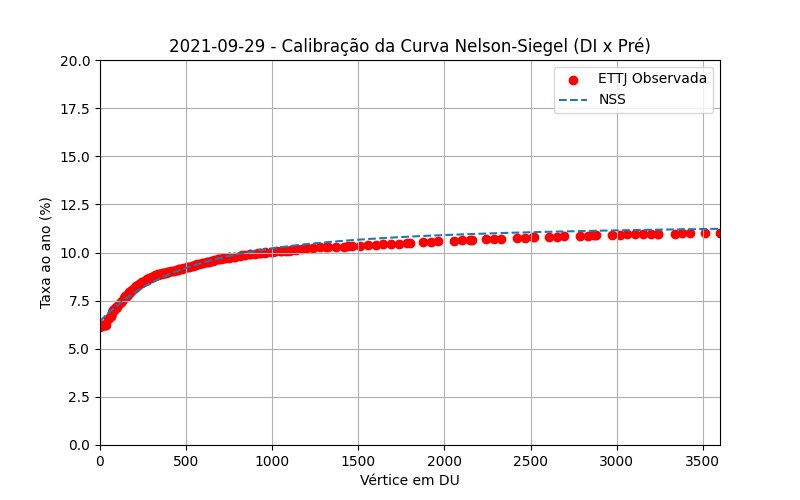 2021-09-29 - Calibração da Curva Nelson-Siegel (DI x Pré)
ETTJ Observada
NSS
Taxa ao ano (%)
20.0
17.5
15.0
12.5
10.0
7.5
5.0
2.5
0.0
0 500 1000 1500 2000 2500 3000 3500
Vértice em DU